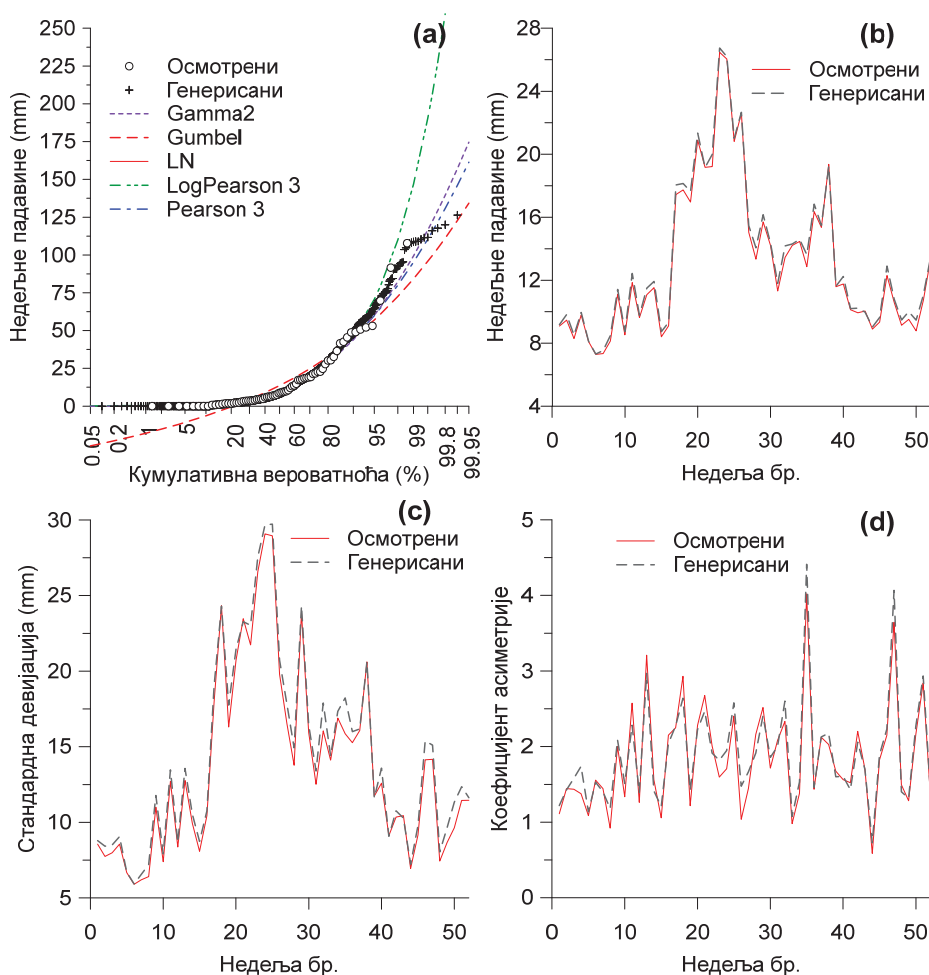 (a)
250
225
200
175
150
125
100
75
50
25
0
Недељне падавине (mm)
Осмотрени
Генерисани
Gamma2
Gumbel
LN
LogPearson 3
Pearson 3
0.05
0.2
1
5
20
40
60
80
95
99
99.8
99.95
Кумулативна вероватноћа (%)
(b)
28
24
20
16
12
8
4
Недељне падавине (mm)
Осмотрени
Генерисани
0 10 20 30 40 50
Недеља бр.
(c)
30
25
20
15
10
5
Стандардна девијација (mm)
Осмотрени
Генерисани
0 10 20 30 40 50
Недеља бр.
(d)
5
4
3
2
1
0
Коефицијент асиметрије
Осмотрени
Генерисани
0 10 20 30 40 50
Недеља бр.